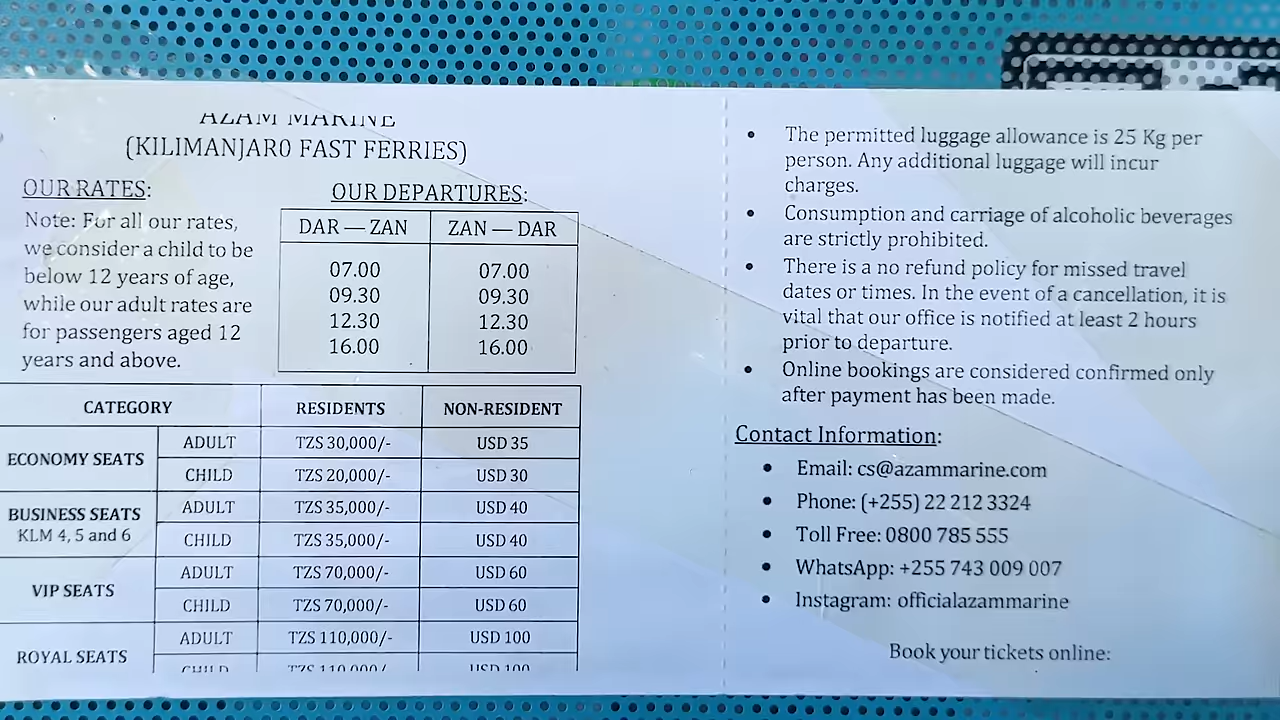 AZAM MARINE
(KILIMANJARO FAST FERRIES)
OUR RATES:
Note: For all our rates,
we consider a child to be
below 12 years of age,
while our adult rates are
for passengers aged 12
years and above.
OUR DEPARTURES:
DAR — ZAN ZAN — DAR
07.00 07.00
09.30 09.30
12.30 12.30
16.00 16.00
CATEGORY RESIDENTS NON-RESIDENT
ECONOMY SEATS
ADULT TZS 30,000/- USD 35
CHILD TZS 20,000/- USD 30
BUSINESS SEATS
KLM 4, 5 and 6
ADULT TZS 35,000/- USD 40
CHILD TZS 35,000/- USD 40
VIP SEATS
ADULT TZS 70,000/- USD 60
CHILD TZS 70,000/- USD 60
ROYAL SEATS
ADULT TZS 110,000/- USD 100
CHILD TZS 110,000/ USD 100
• The permitted luggage allowance is 25 Kg per
person. Any additional luggage will incur
charges.
• Consumption and carriage of alcoholic beverages
are strictly prohibited.
• There is a no refund policy for missed travel
dates or times. In the event of a cancellation, it is
vital that our office is notified at least 2 hours
prior to departure.
• Online bookings are considered confirmed only
after payment has been made.
Contact Information:
• Email: cs@azammarine.com
• Phone: (+255) 22 212 3324
• Toll Free: 0800 785 555
• WhatsApp: +255 743 009 007
• Instagram: officialazammarine
Book your tickets online: